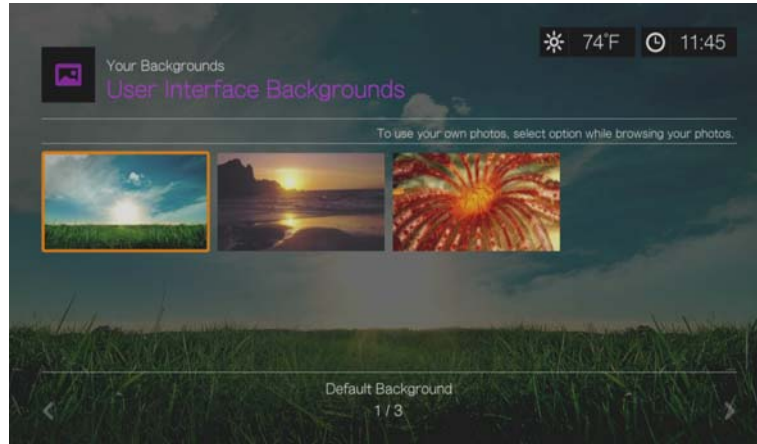 74°F
11:45
Your Backgrounds
User Interface Backgrounds
To use your own photos, select option while browsing your photos.
Default Background
1 / 3